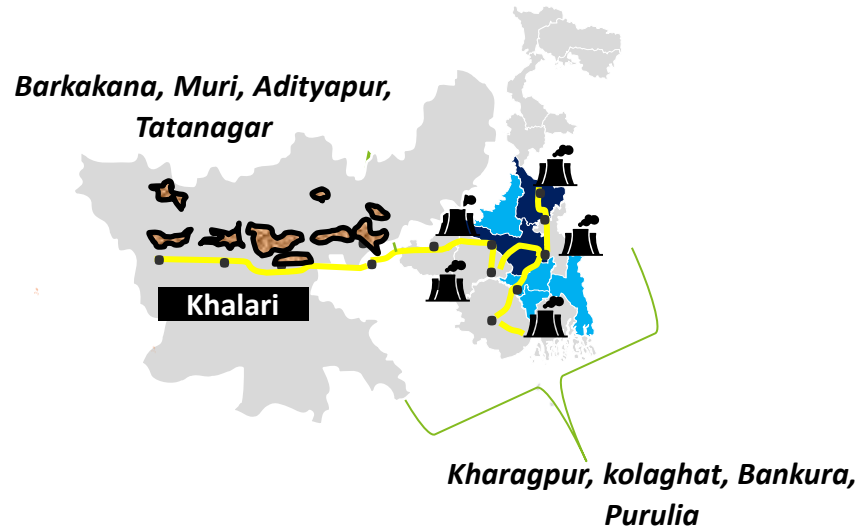 Barkakana, Muri, Adityapur,
Tatanagar
Khalari
Kharagpur, kolaghat, Bankura,
Purulia